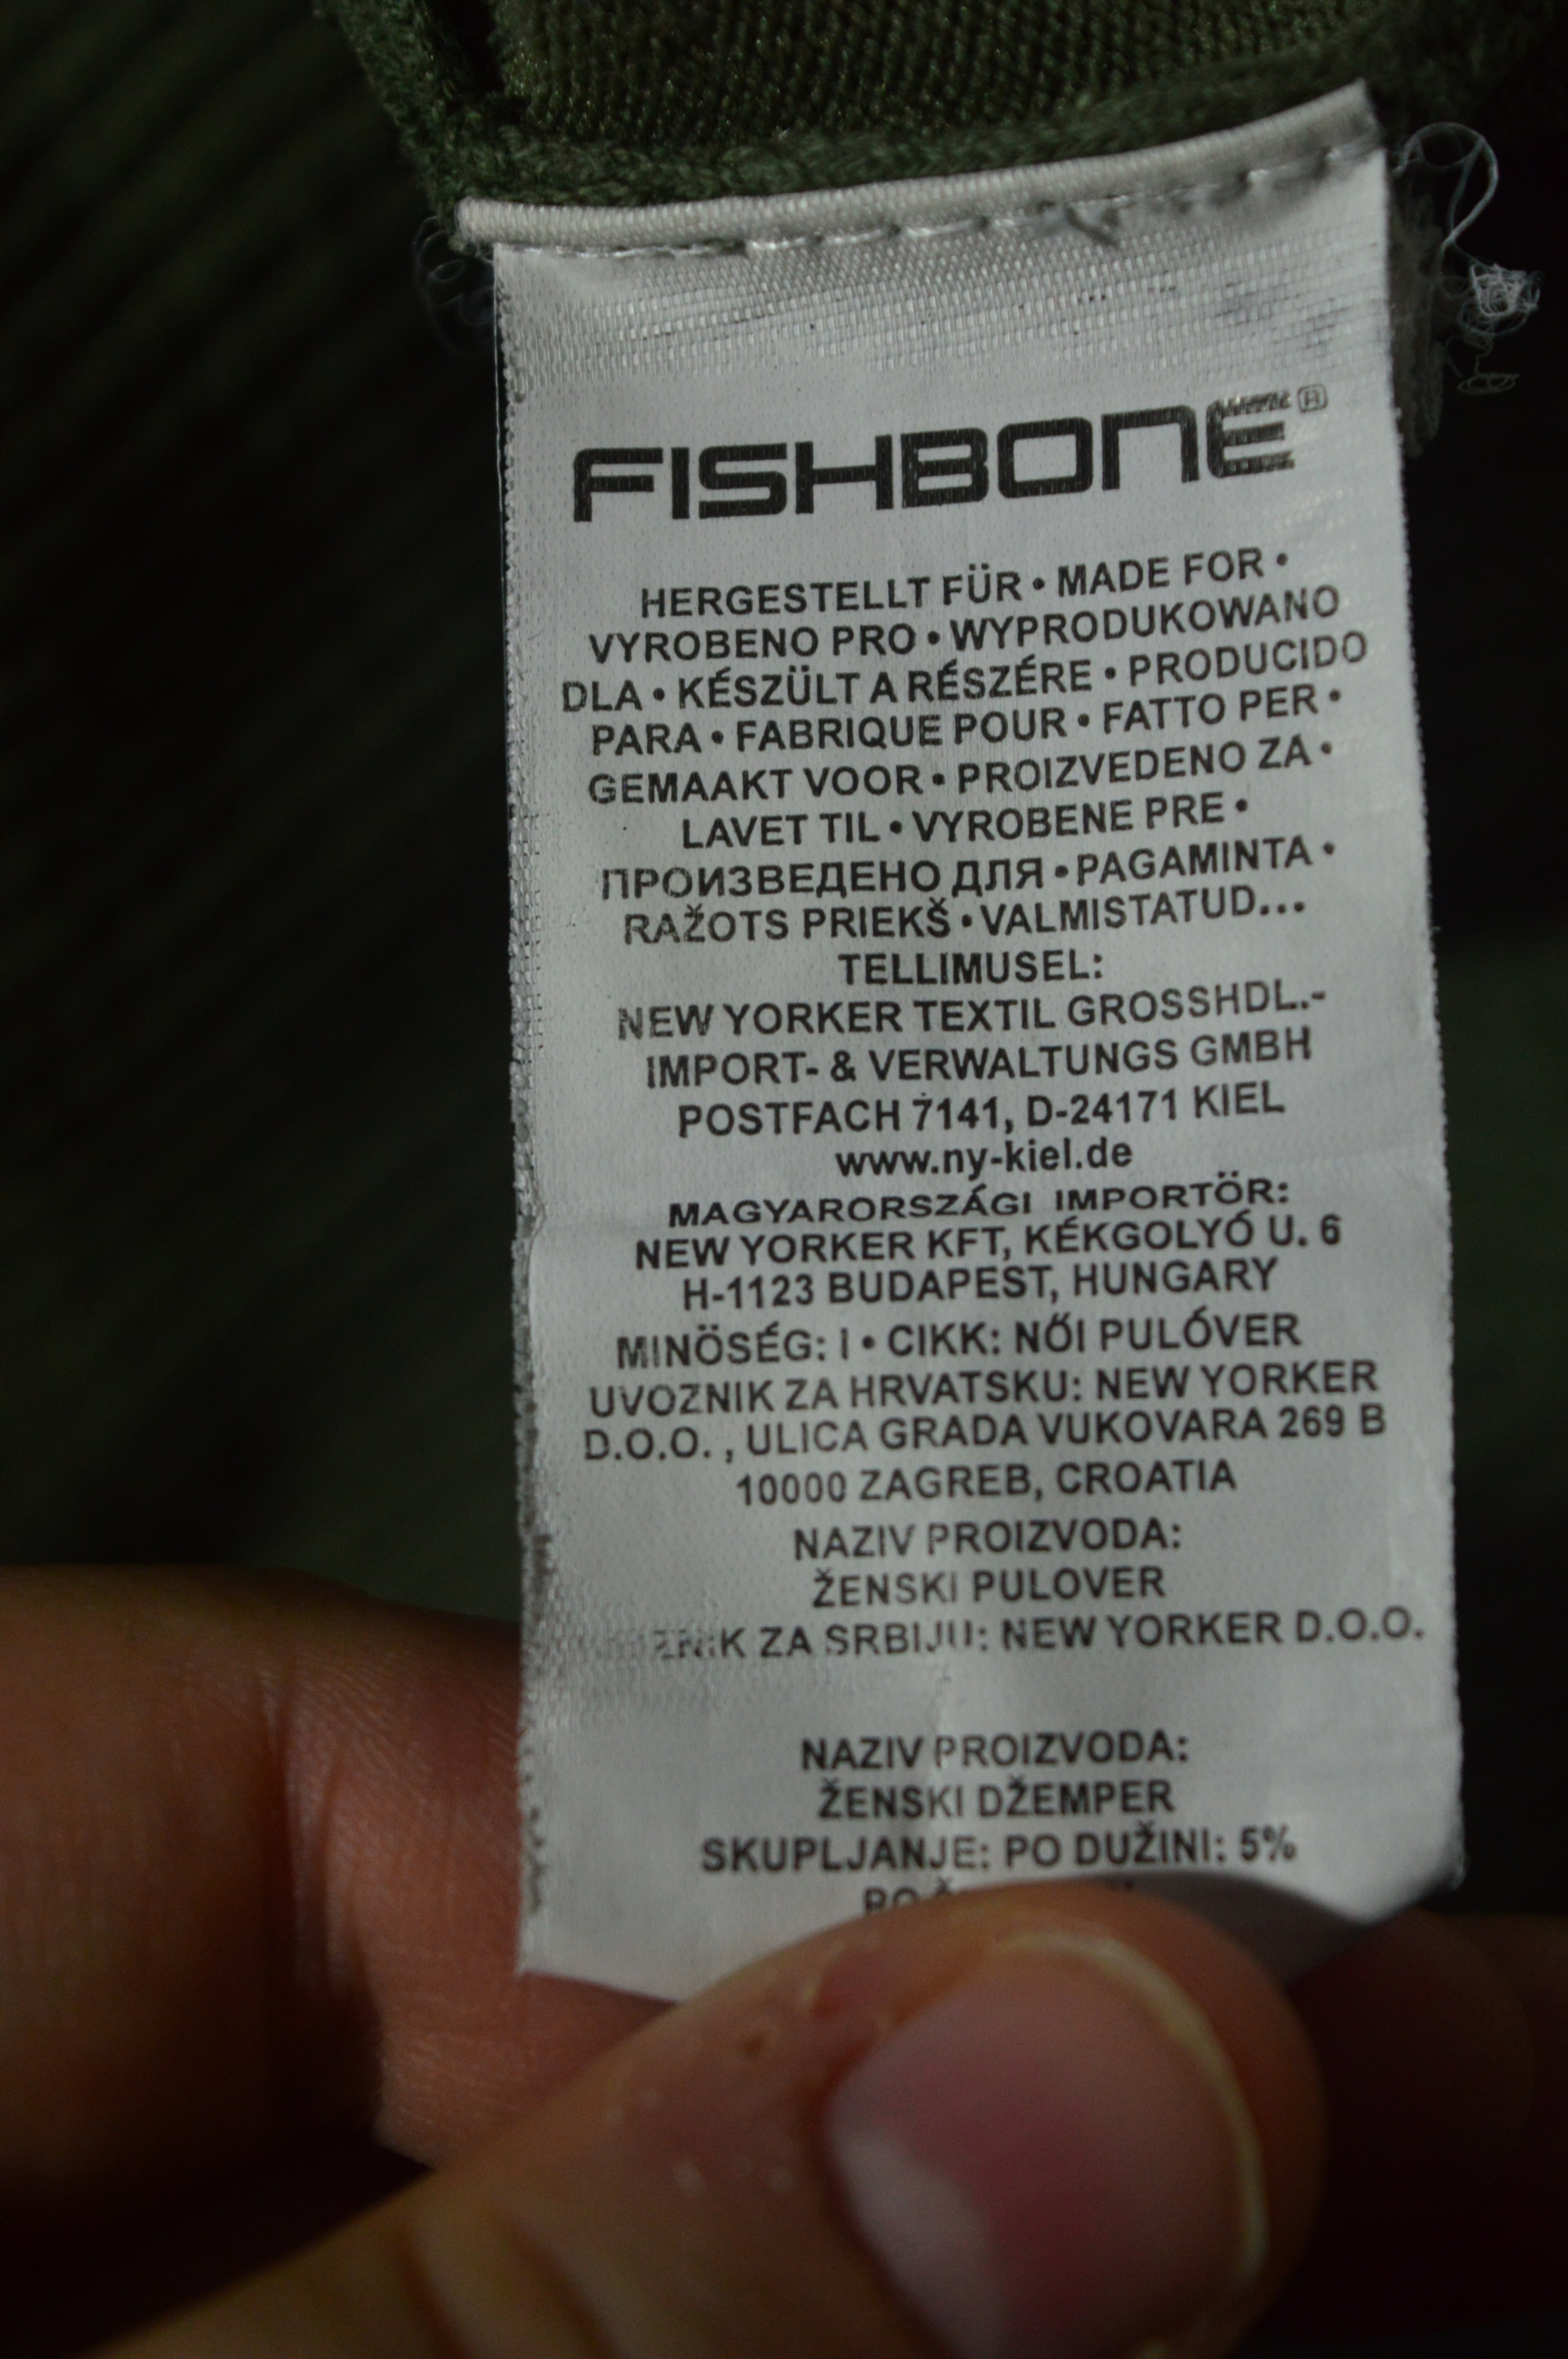 FISHBONE®
HERGESTELLT FÜR • MADE FOR •
VYROBENO PRO • WYPRODUKOWANO
DLA • KÉSZÜLT A RÉSZÉRE • PRODUCIDO
PARA • FABRIQUE POUR • FATTO PER •
GEMAAKT VOOR • PROIZVEDENO ZA •
LAVET TIL • VYROBENE PRE •
ПРОИЗВЕДЕНО ДЛЯ • PAGAMINTA •
RAŽOTS PRIEKŠ • VALMISTATUD...
TELLIMUSEL:
NEW YORKER TEXTIL GROSSHDL.-
IMPORT- & VERWALTUNGS GMBH
POSTFACH 7141, D-24171 KIEL
www.ny-kiel.de
MAGYARORSZÁGI IMPORTÖR:
NEW YORKER KFT, KÉKGOLYÓ U. 6
H-1123 BUDAPEST, HUNGARY
MINÖSÉG: I • CIKK: NŐI PULÓVER
UVOZNIK ZA HRVATSKU: NEW YORKER
D.O.O. , ULICA GRADA VUKOVARA 269 B
10000 ZAGREB, CROATIA
NAZIV PROIZVODA:
ŽENSKI PULOVER
ZA SRBIJU: NEW YORKER D.O.O.
NAZIV PROIZVODA:
ŽENSKI DŽEMPER
SKUPLJANJE: PO DUŽINI: 5%
PO